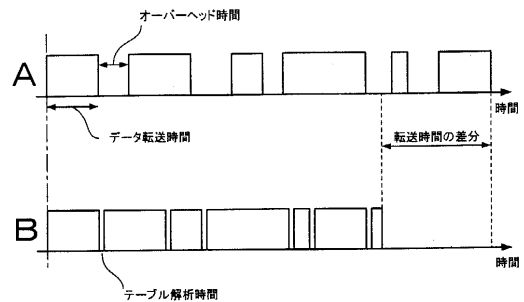 オーバーヘッド時間
A
時間
データ転送時間
転送時間の差分
B
時間
テーブル解析時間